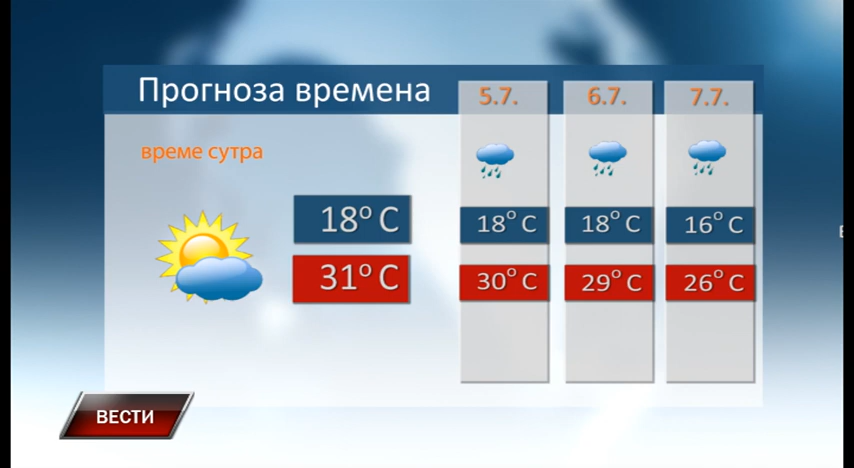 Прогноза времена
време сутра
18° C
31° C
5.7.
18° C
30° C
6.7.
18° C
29° C
7.7.
16° C
26° C
ВЕСТИ